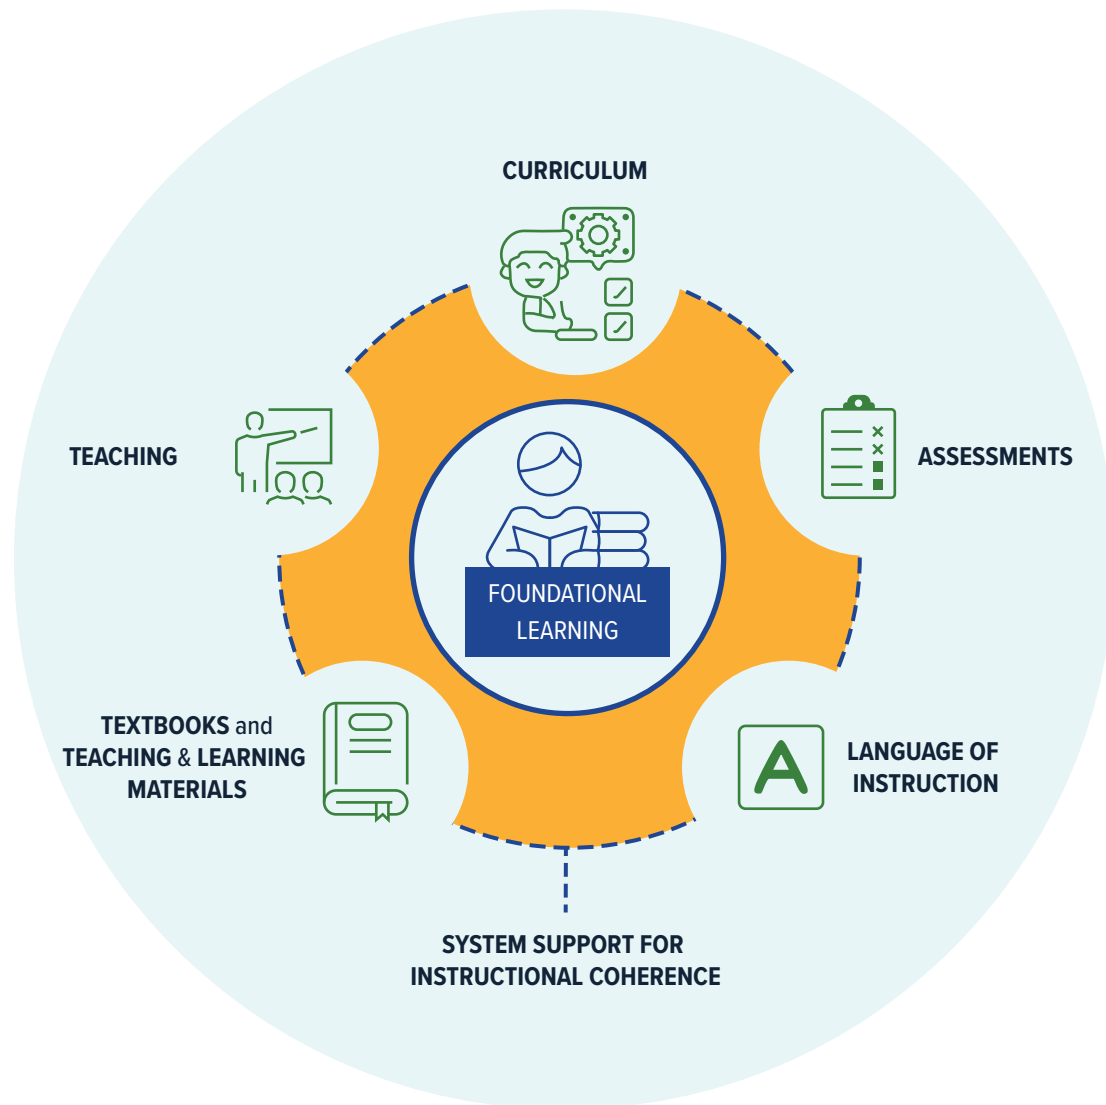 CURRICULUM
TEACHING
ASSESSMENTS
FOUNDATIONAL
LEARNING
TEXTBOOKS and
TEACHING & LEARNING
MATERIALS
A
LANGUAGE OF
INSTRUCTION
SYSTEM SUPPORT FOR
INSTRUCTIONAL COHERENCE